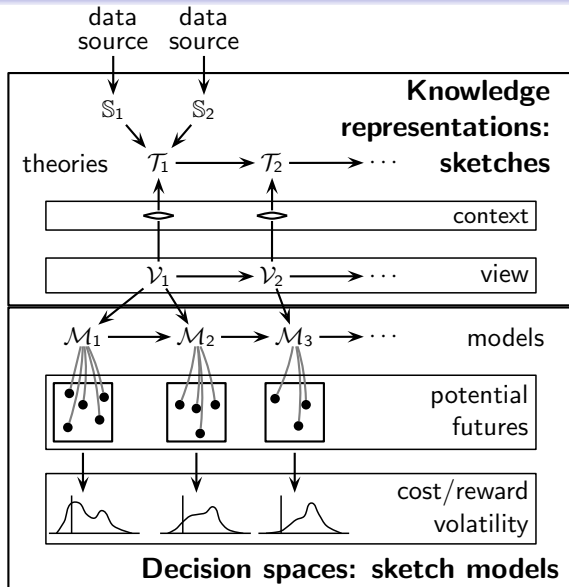 data source data source
𝕊₁ 𝕊₂
Knowledge representations: sketches
theories 𝒯₁ 𝒯₂ ⋯
context
𝒱₁ 𝒱₂ ⋯ view
ℳ₁ ℳ₂ ℳ₃ ⋯ models
potential futures
cost/reward volatility
Decision spaces: sketch models